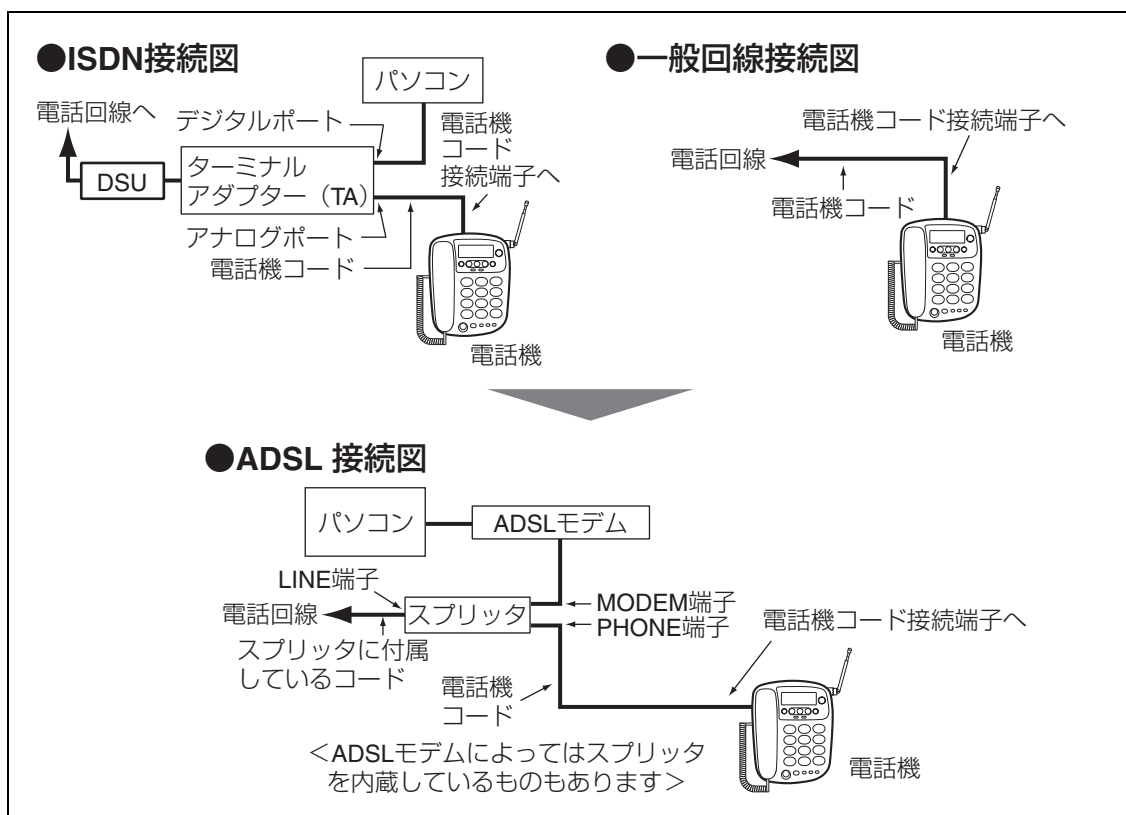 ●ISDN接続図
電話回線へ
DSU
デジタルポート
ターミナル
アダプター（TA）
アナログポート
電話機コード
パソコン
電話機
コード
接続端子へ
電話機
●一般回線接続図
電話機コード接続端子へ
電話回線
電話機コード
電話機
●ADSL 接続図
パソコン
ADSLモデム
LINE端子
電話回線
スプリッタ
MODEM端子
PHONE端子
スプリッタに付属
しているコード
電話機
コード
電話機コード接続端子へ
電話機
＜ADSLモデムによってはスプリッタ
を内蔵しているものもあります＞